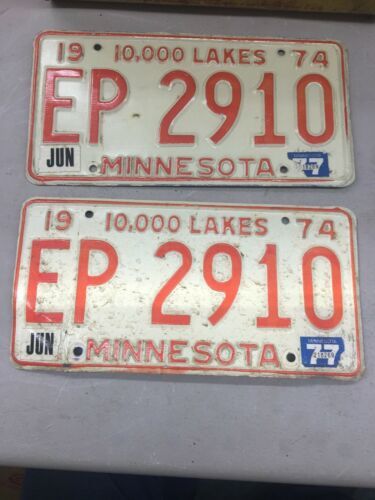 19 10,000 LAKES 74
EP 2910
JUN MINNESOTA 77
19 10,000 LAKES 74
EP 2910
JUN MINNESOTA MINNESOTA 77